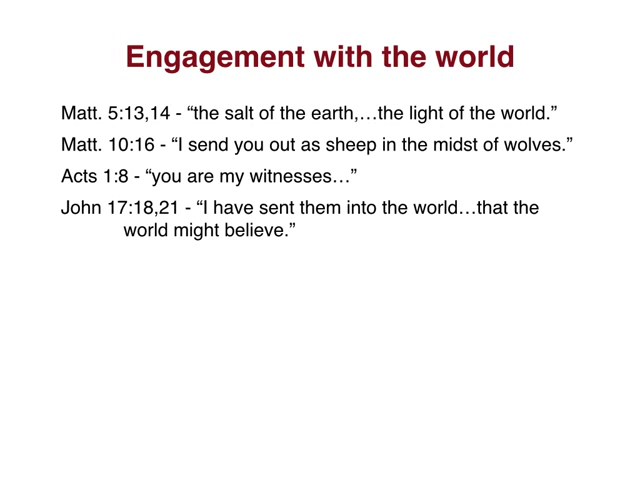 Engagement with the world
Matt. 5:13,14 - “the salt of the earth,…the light of the world.”
Matt. 10:16 - “I send you out as sheep in the midst of wolves.”
Acts 1:8 - “you are my witnesses…”
John 17:18,21 - “I have sent them into the world…that the
world might believe.”